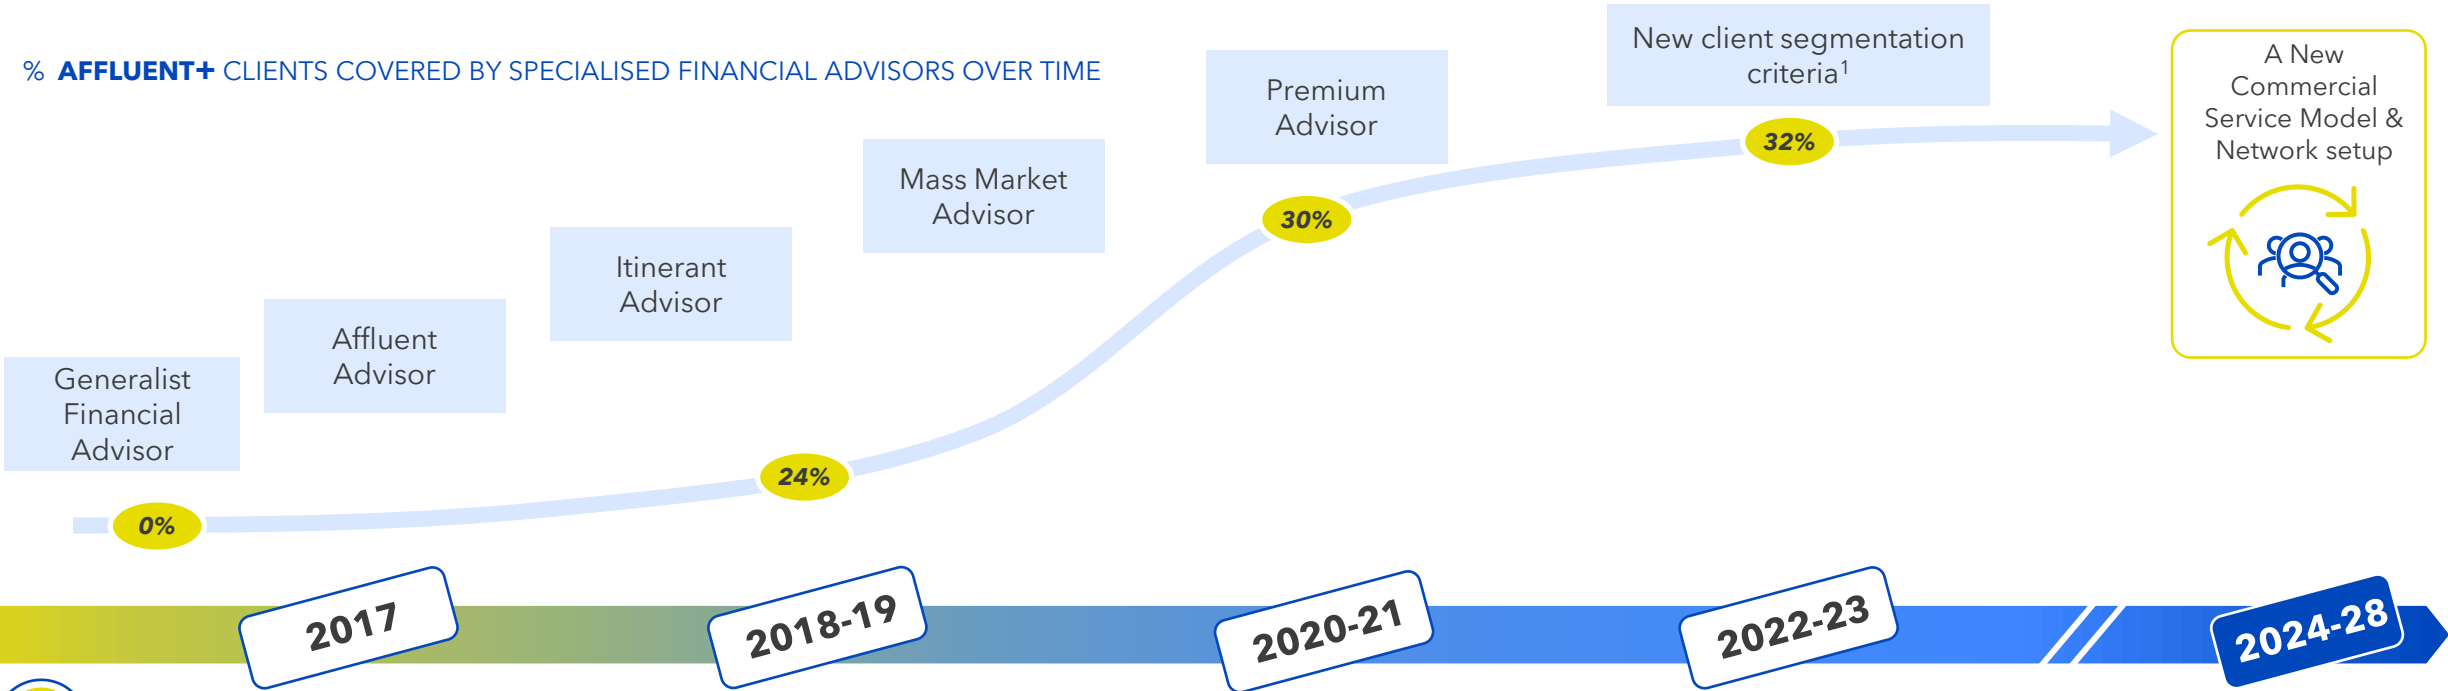 % AFFLUENT+ CLIENTS COVERED BY SPECIALISED FINANCIAL ADVISORS OVER TIME
Generalist
Financial
Advisor
Affluent
Advisor
Itinerant
Advisor
Mass Market
Advisor
Premium
Advisor
New client segmentation
criteria¹
A New
Commercial
Service Model &
Network setup
0%
24%
30%
32%
2017
2018-19
2020-21
2022-23
2024-28